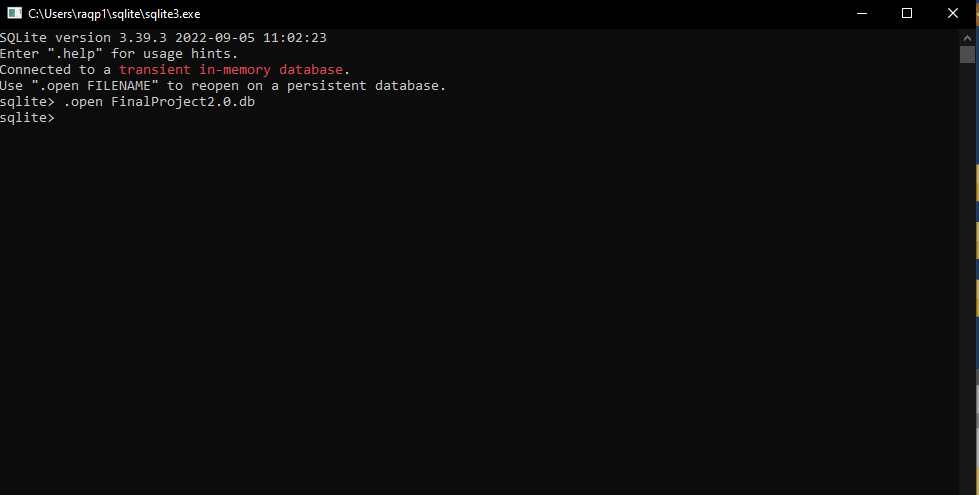 C:\Users\raqp1\sqlite\sqlite3.exe
SQLite version 3.39.3 2022-09-05 11:02:23
Enter ".help" for usage hints.
Connected to a transient in-memory database.
Use ".open FILENAME" to reopen on a persistent database.
sqlite> .open FinalProject2.0.db
sqlite>